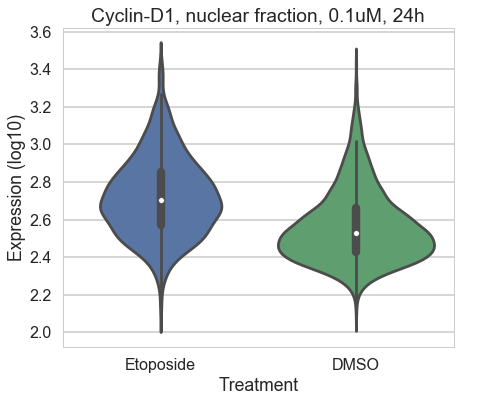 Cyclin-D1, nuclear fraction, 0.1uM, 24h
Expression (log10)
3.6
3.4
3.2
3.0
2.8
2.6
2.4
2.2
2.0
Etoposide DMSO
Treatment